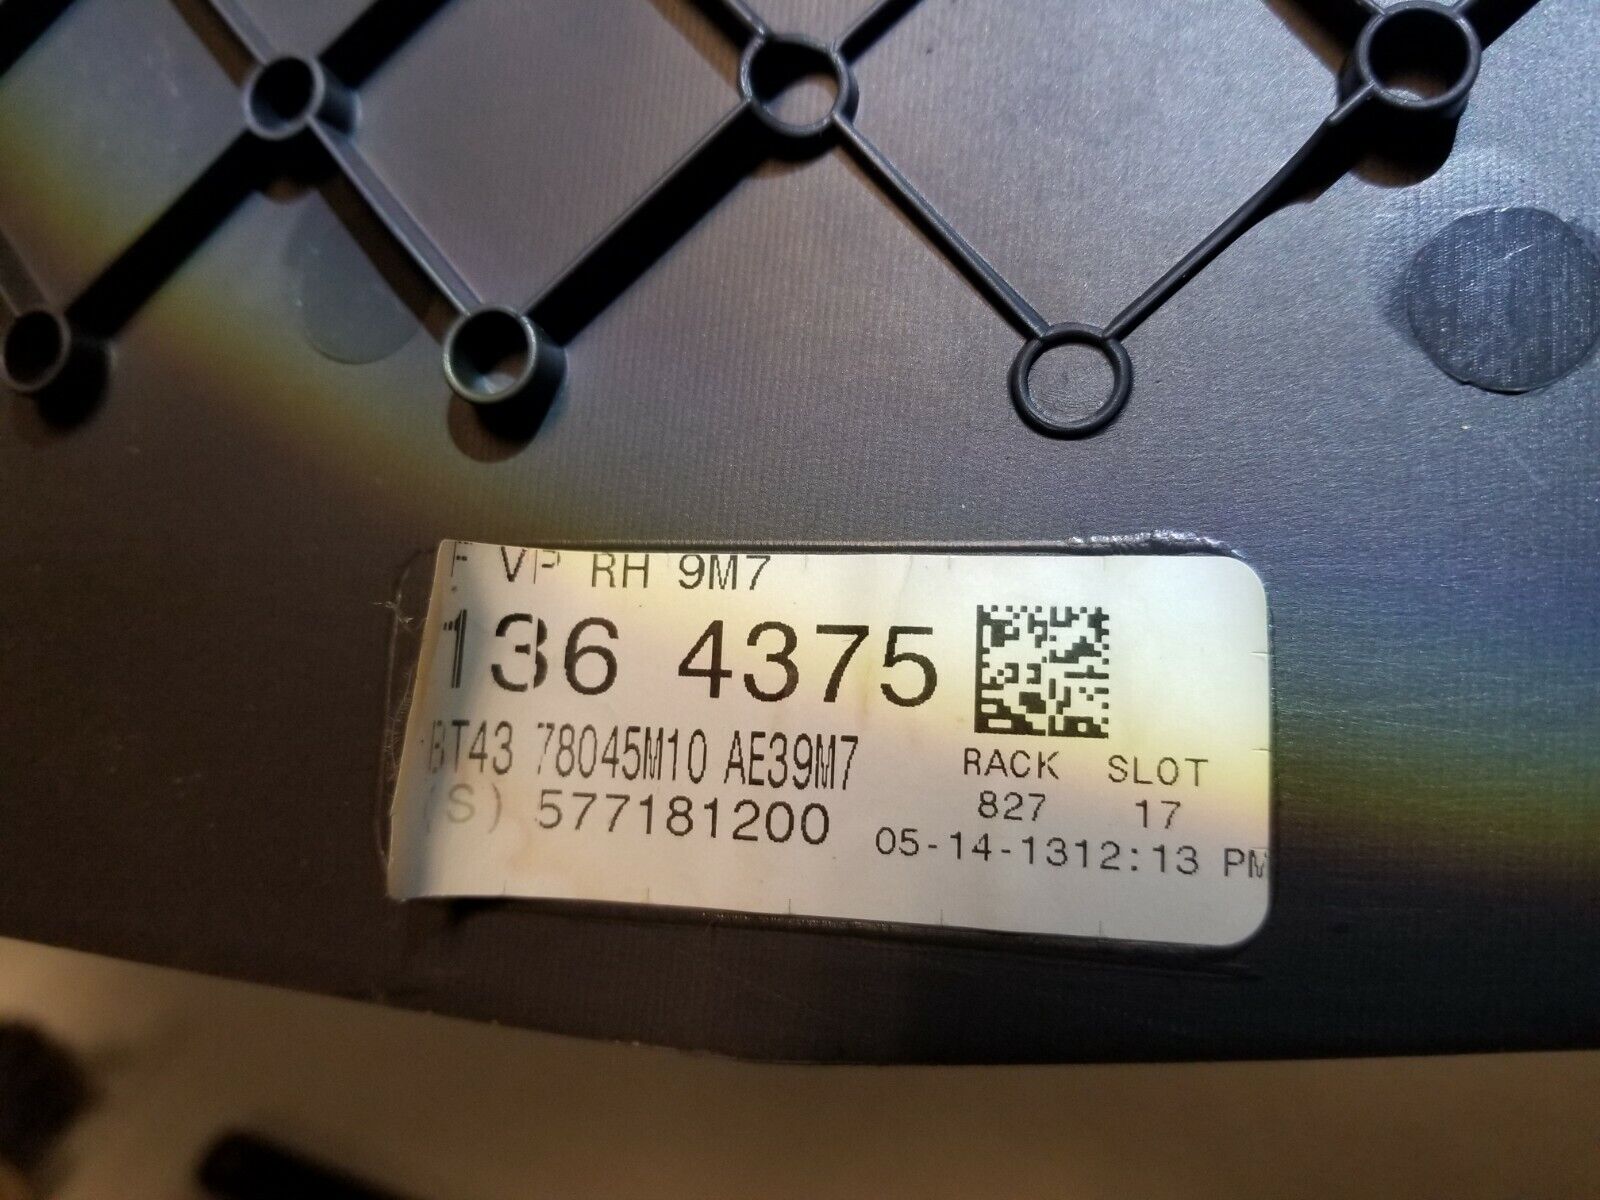 F VP RH 9M7
136 4375
BT43 78045M10 AE39M7
(S) 577181200
RACK SLOT
827 17
05-14-1312:13 PM